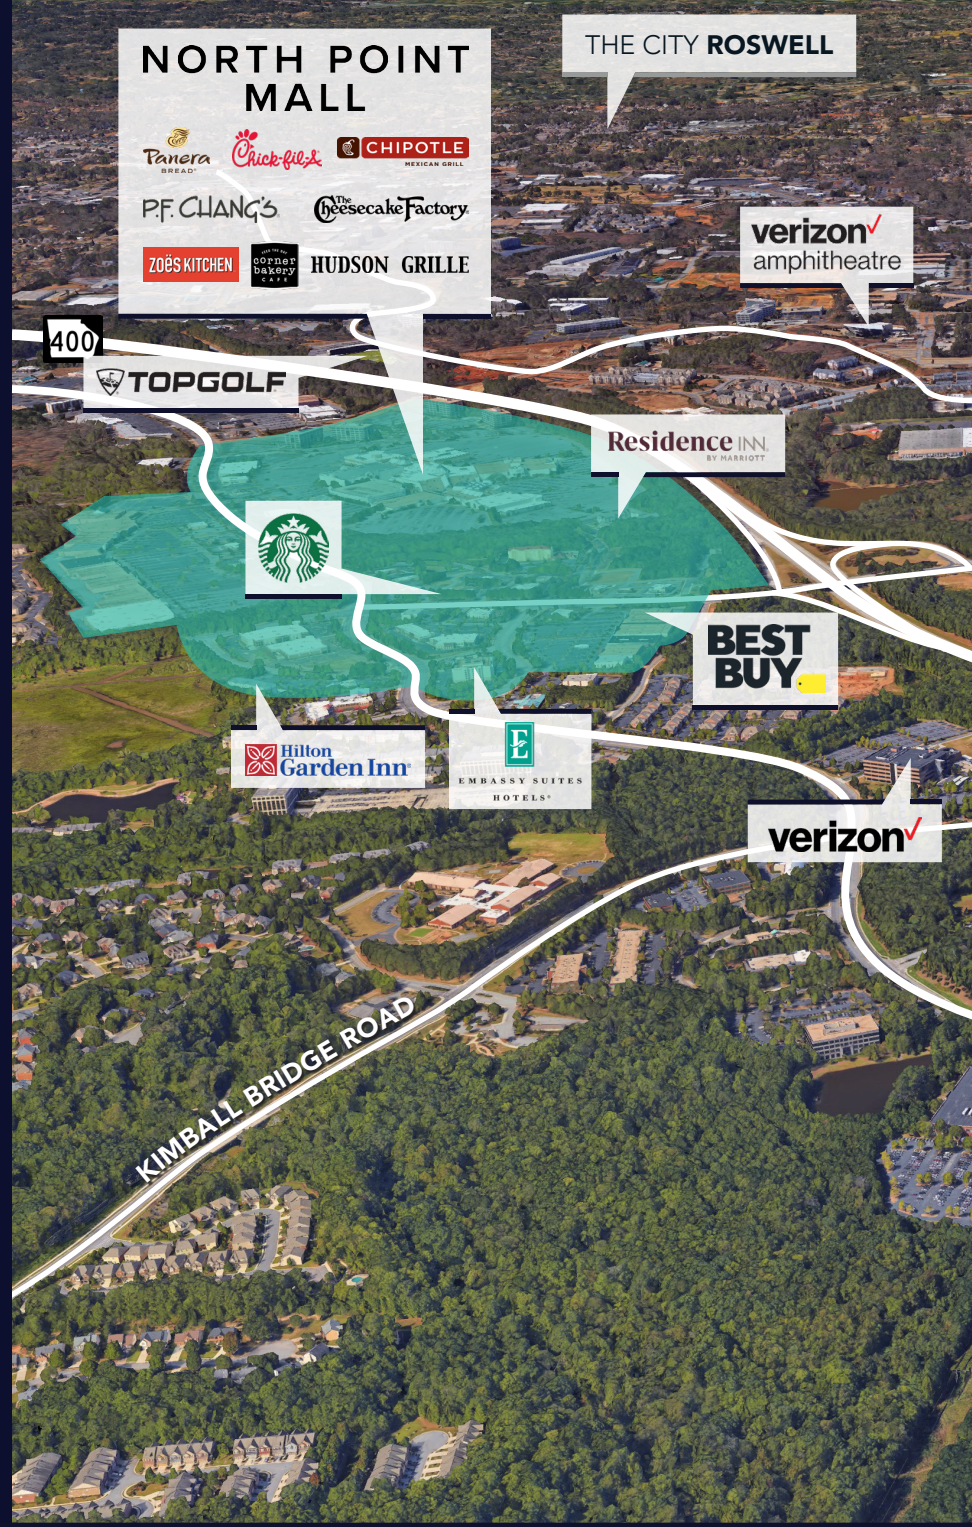 THE CITY ROSWELL
NORTH POINT
MALL
Panera
BREAD®
Chick-fil-A
CHIPOTLE
MEXICAN GRILL
P.F. CHANG'S
The
Cheesecake Factory
ZOËS KITCHEN
corner
bakery
CAFE
HUDSON GRILLE
verizon
amphitheatre
400
TOPGOLF
Residence INN
BY MARRIOTT
BEST
BUY
Hilton
Garden Inn®
E
EMBASSY SUITES
HOTELS®
verizon
KIMBALL BRIDGE ROAD